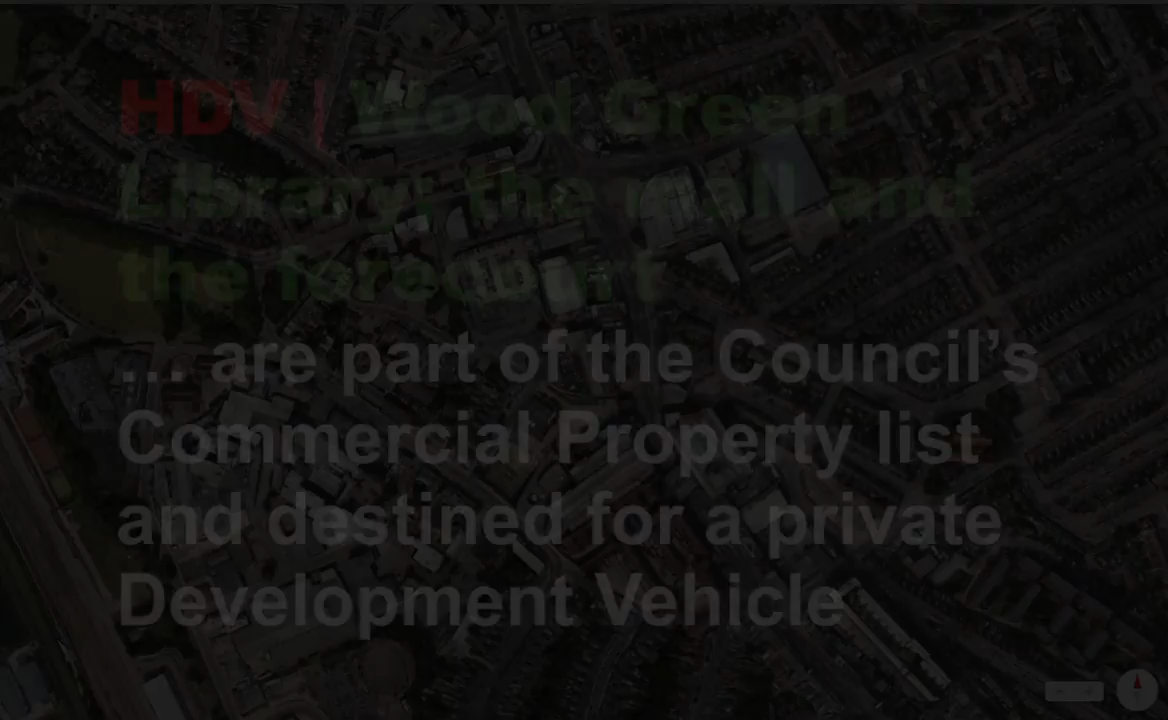 HDV | Wood Green
Library; the mall and
the forecourt
… are part of the Council’s
Commercial Property list
and destined for a private
Development Vehicle